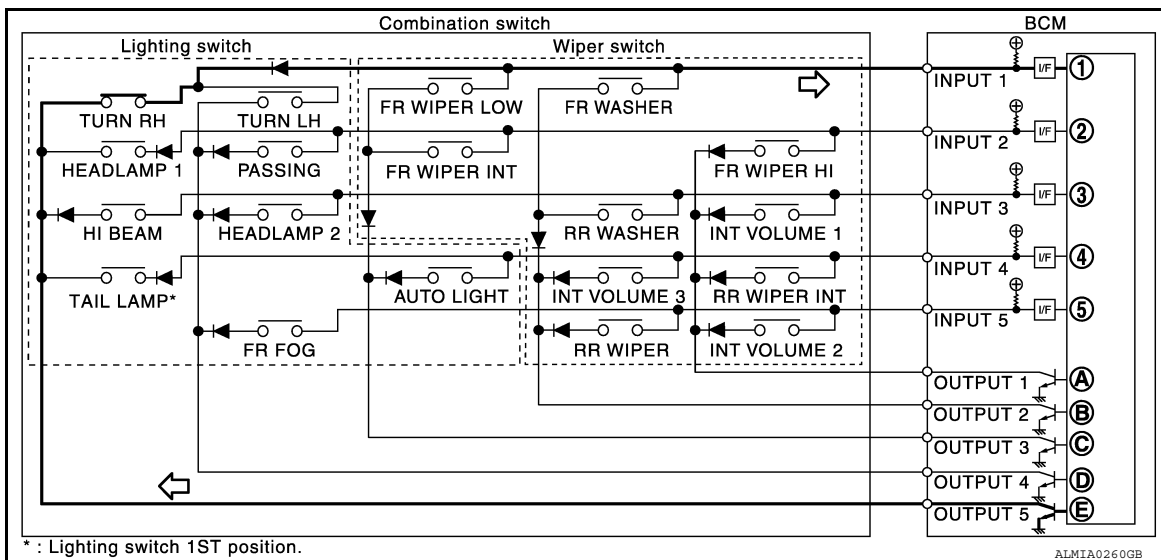 Combination switch BCM
Lighting switch Wiper switch
INPUT 1 I/F 1
FR WIPER LOW FR WASHER
TURN RH TURN LH
INPUT 2 I/F 2
HEADLAMP 1 PASSING FR WIPER INT FR WIPER HI
INPUT 3 I/F 3
HI BEAM HEADLAMP 2 RR WASHER INT VOLUME 1
INPUT 4 I/F 4
TAIL LAMP* AUTO LIGHT INT VOLUME 3 RR WIPER INT
INPUT 5 I/F 5
FR FOG RR WIPER INT VOLUME 2
OUTPUT 1 A
OUTPUT 2 B
OUTPUT 3 C
OUTPUT 4 D
OUTPUT 5 E
* : Lighting switch 1ST position.
ALMIA0260GB